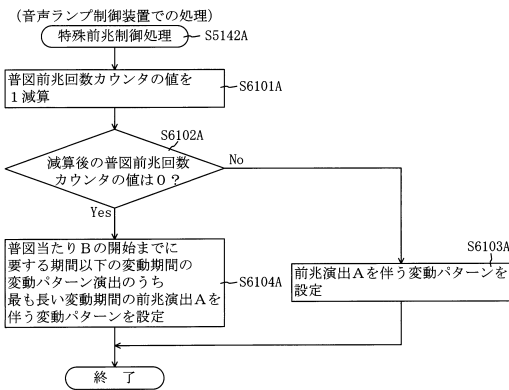 (音声ランプ制御装置での処理)
特殊前兆制御処理
S5142A
普図前兆回数カウンタの値を
1減算
S6101A
S6102A
減算後の普図前兆回数
カウンタの値は0?
No
Yes
普図当たりBの開始までに
要する期間以下の変動期間の
変動パターン演出のうち
最も長い変動期間の前兆演出Aを
伴う変動パターンを設定
S6104A
S6103A
前兆演出Aを伴う変動パターンを
設定
終 了